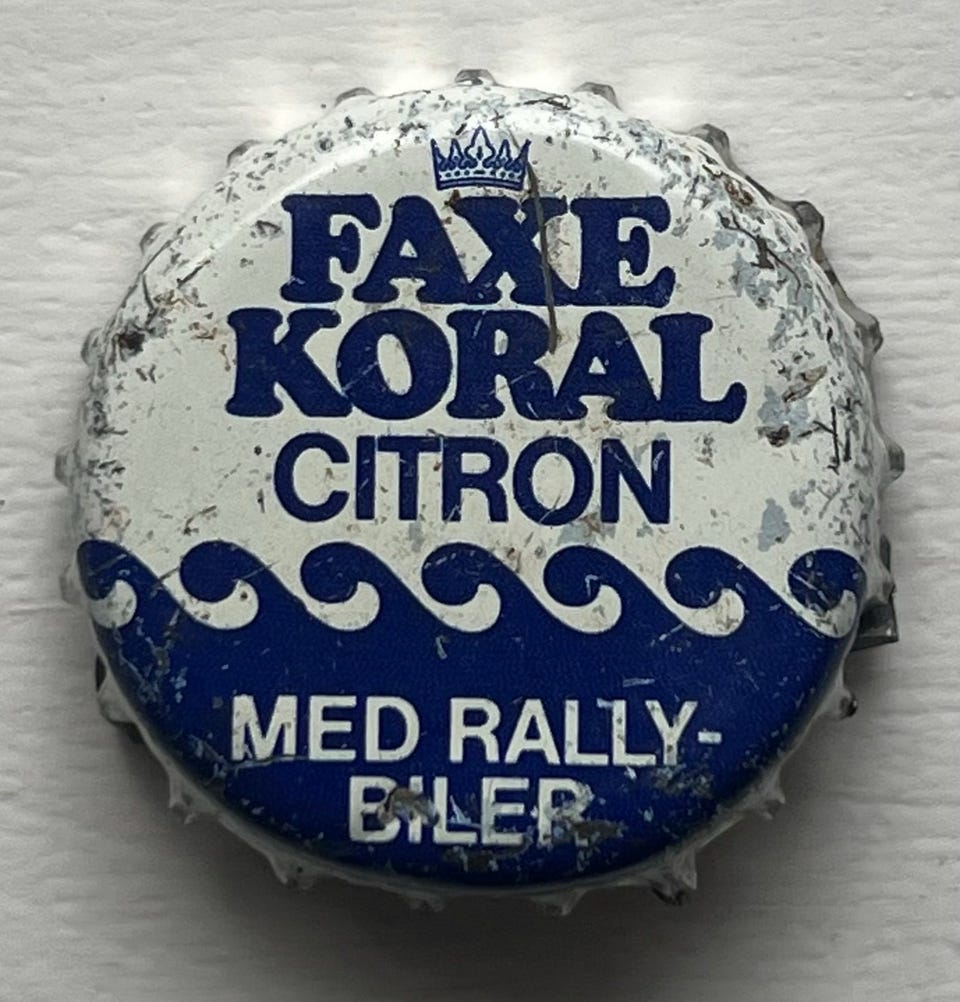 FAXE
KORAL
CITRON
MED RALLY-
BILER